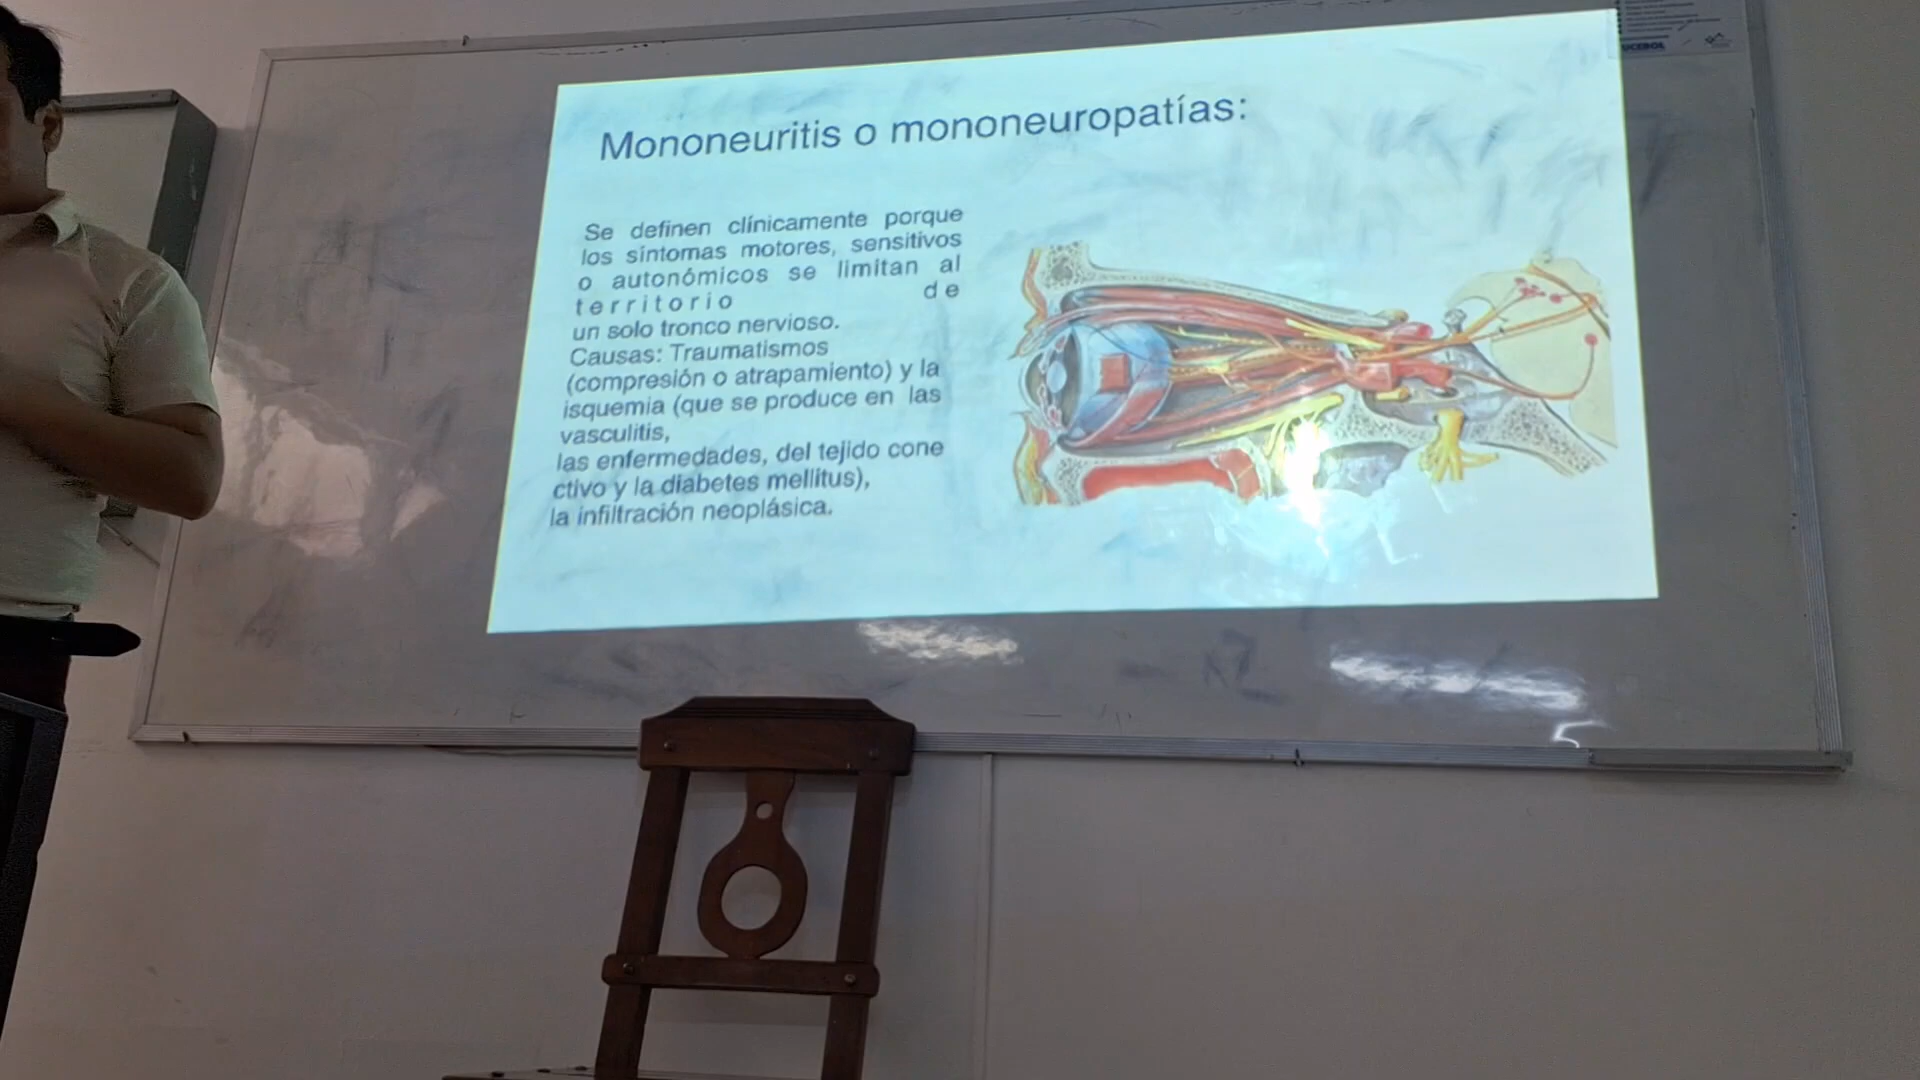 Mononeuritis o mononeuropatías:
Se definen clínicamente porque
los síntomas motores, sensitivos
o autonómicos se limitan al
territorio de
un solo tronco nervioso.
Causas: Traumatismos
(compresión o atrapamiento) y la
isquemia (que se produce en las
vasculitis,
las enfermedades, del tejido cone
ctivo y la diabetes mellitus),
la infiltración neoplásica.
UCEBOL